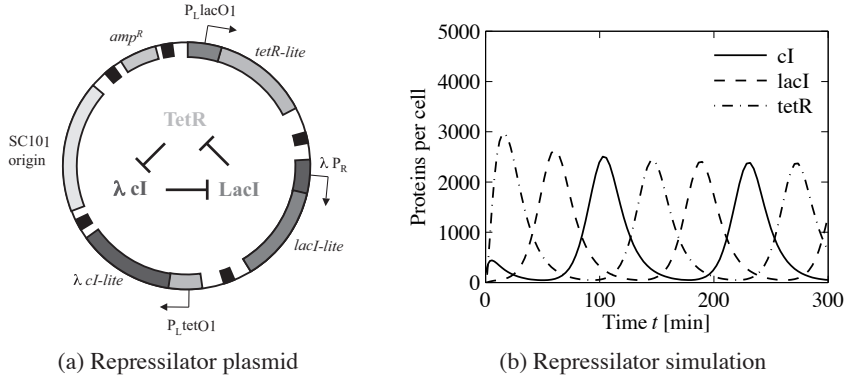 P_L lacO1
amp^R
tetR-lite
TetR
SC101
origin
λ P_R
λ cI
LacI
lacI-lite
λ cI-lite
P_L tetO1
(a) Repressilator plasmid
5000
4000
3000
2000
1000
0
Proteins per cell
cI
lacI
tetR
0
100
200
300
Time t [min]
(b) Repressilator simulation